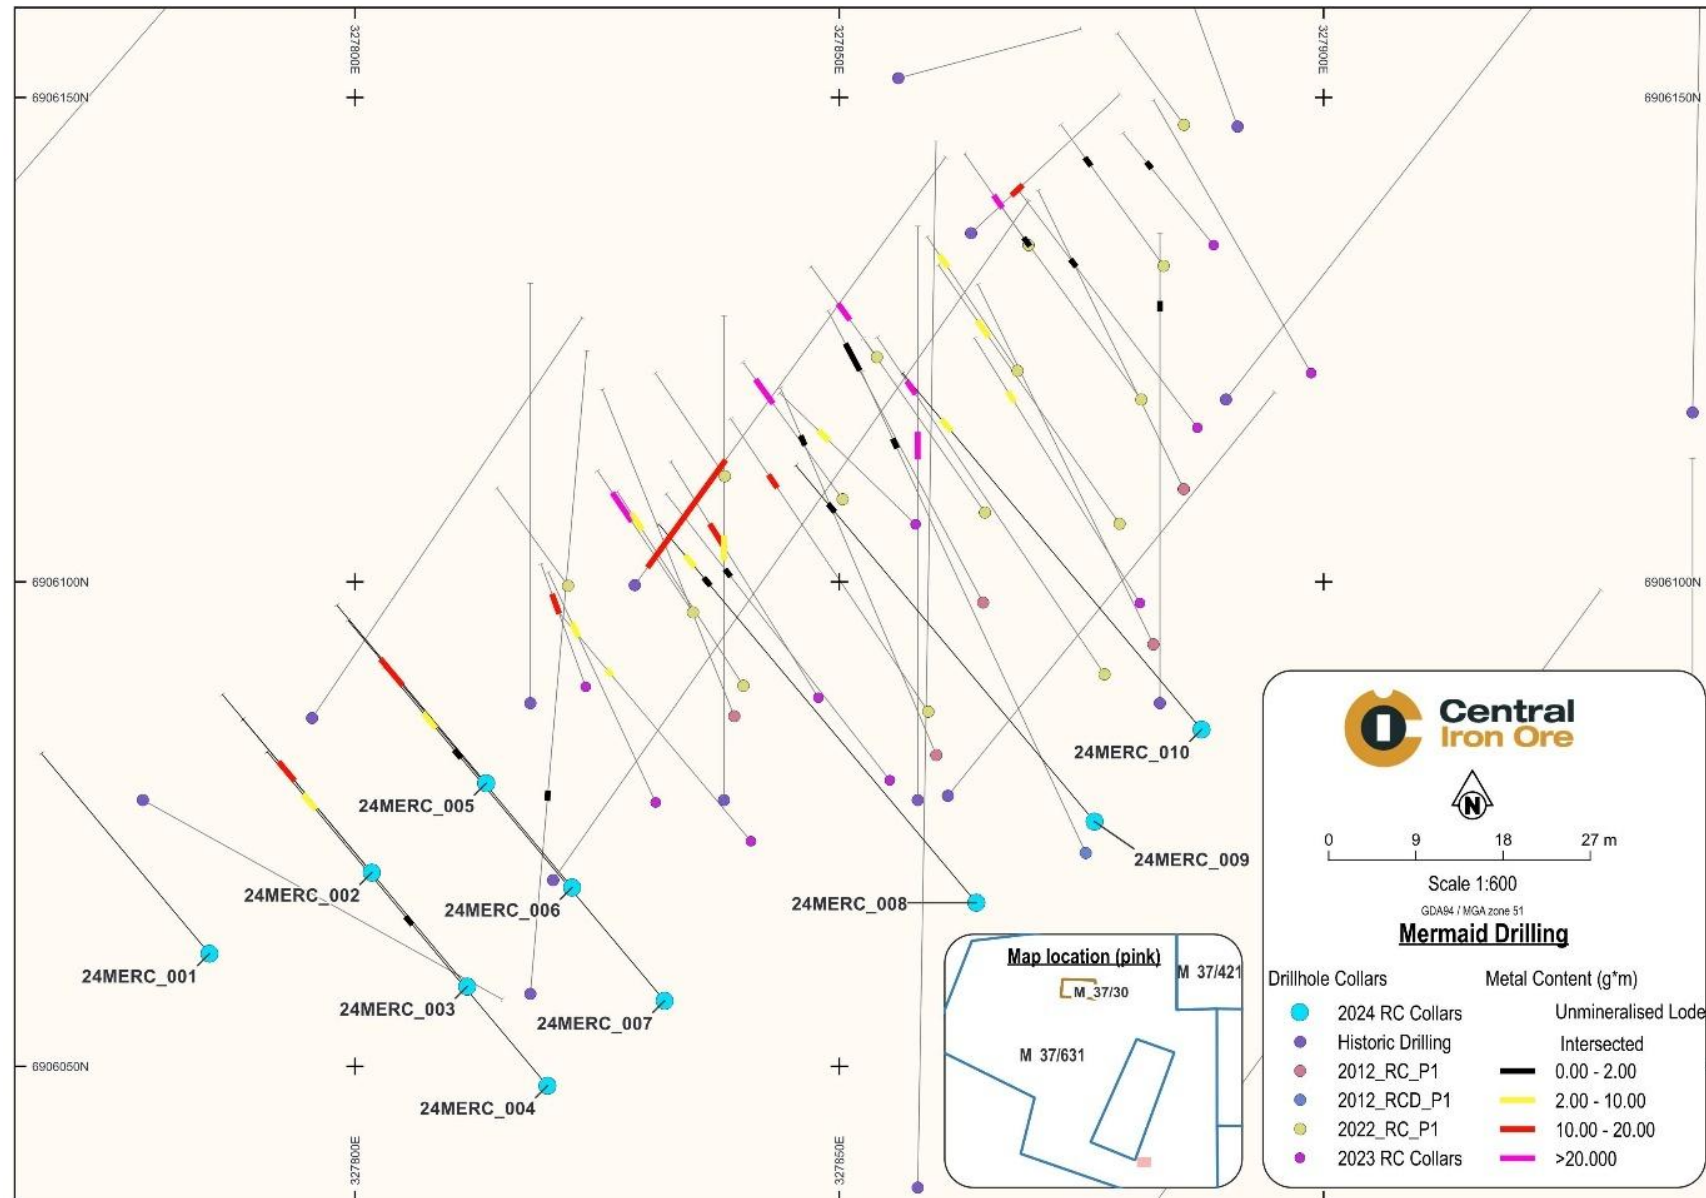 327800E
327850E
327900E
6906150N
6906150N
6906100N
6906100N
6906050N
24MERC_010
24MERC_005
24MERC_009
24MERC_002
24MERC_006
24MERC_008
24MERC_001
24MERC_003
24MERC_007
24MERC_004
327800E
327850E
Central
Iron Ore
N
0 9 18 27 m
Scale 1:600
GDA94 / MGA zone 51
Mermaid Drilling
Drillhole Collars
2024 RC Collars
Historic Drilling
2012_RC_P1
2012_RCD_P1
2022_RC_P1
2023 RC Collars
Metal Content (g*m)
Unmineralised Lode
Intersected
0.00 - 2.00
2.00 - 10.00
10.00 - 20.00
>20.000
Map location (pink)
M 37/421
M 37/30
M 37/631